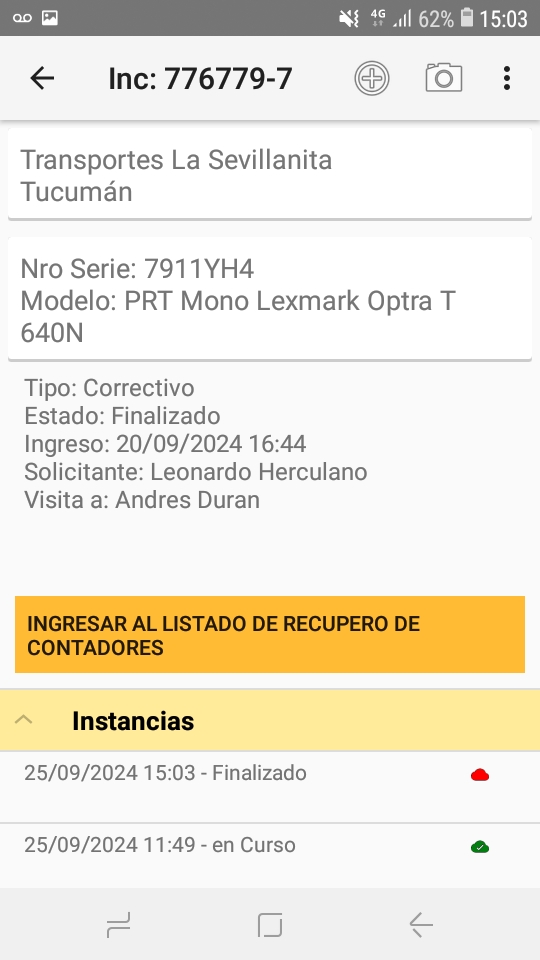 4G 62% 15:03
Inc: 776779-7
Transportes La Sevillanita
Tucumán
Nro Serie: 7911YH4
Modelo: PRT Mono Lexmark Optra T
640N
Tipo: Correctivo
Estado: Finalizado
Ingreso: 20/09/2024 16:44
Solicitante: Leonardo Herculano
Visita a: Andres Duran
INGRESAR AL LISTADO DE RECUPERO DE
CONTADORES
Instancias
25/09/2024 15:03 - Finalizado
25/09/2024 11:49 - en Curso